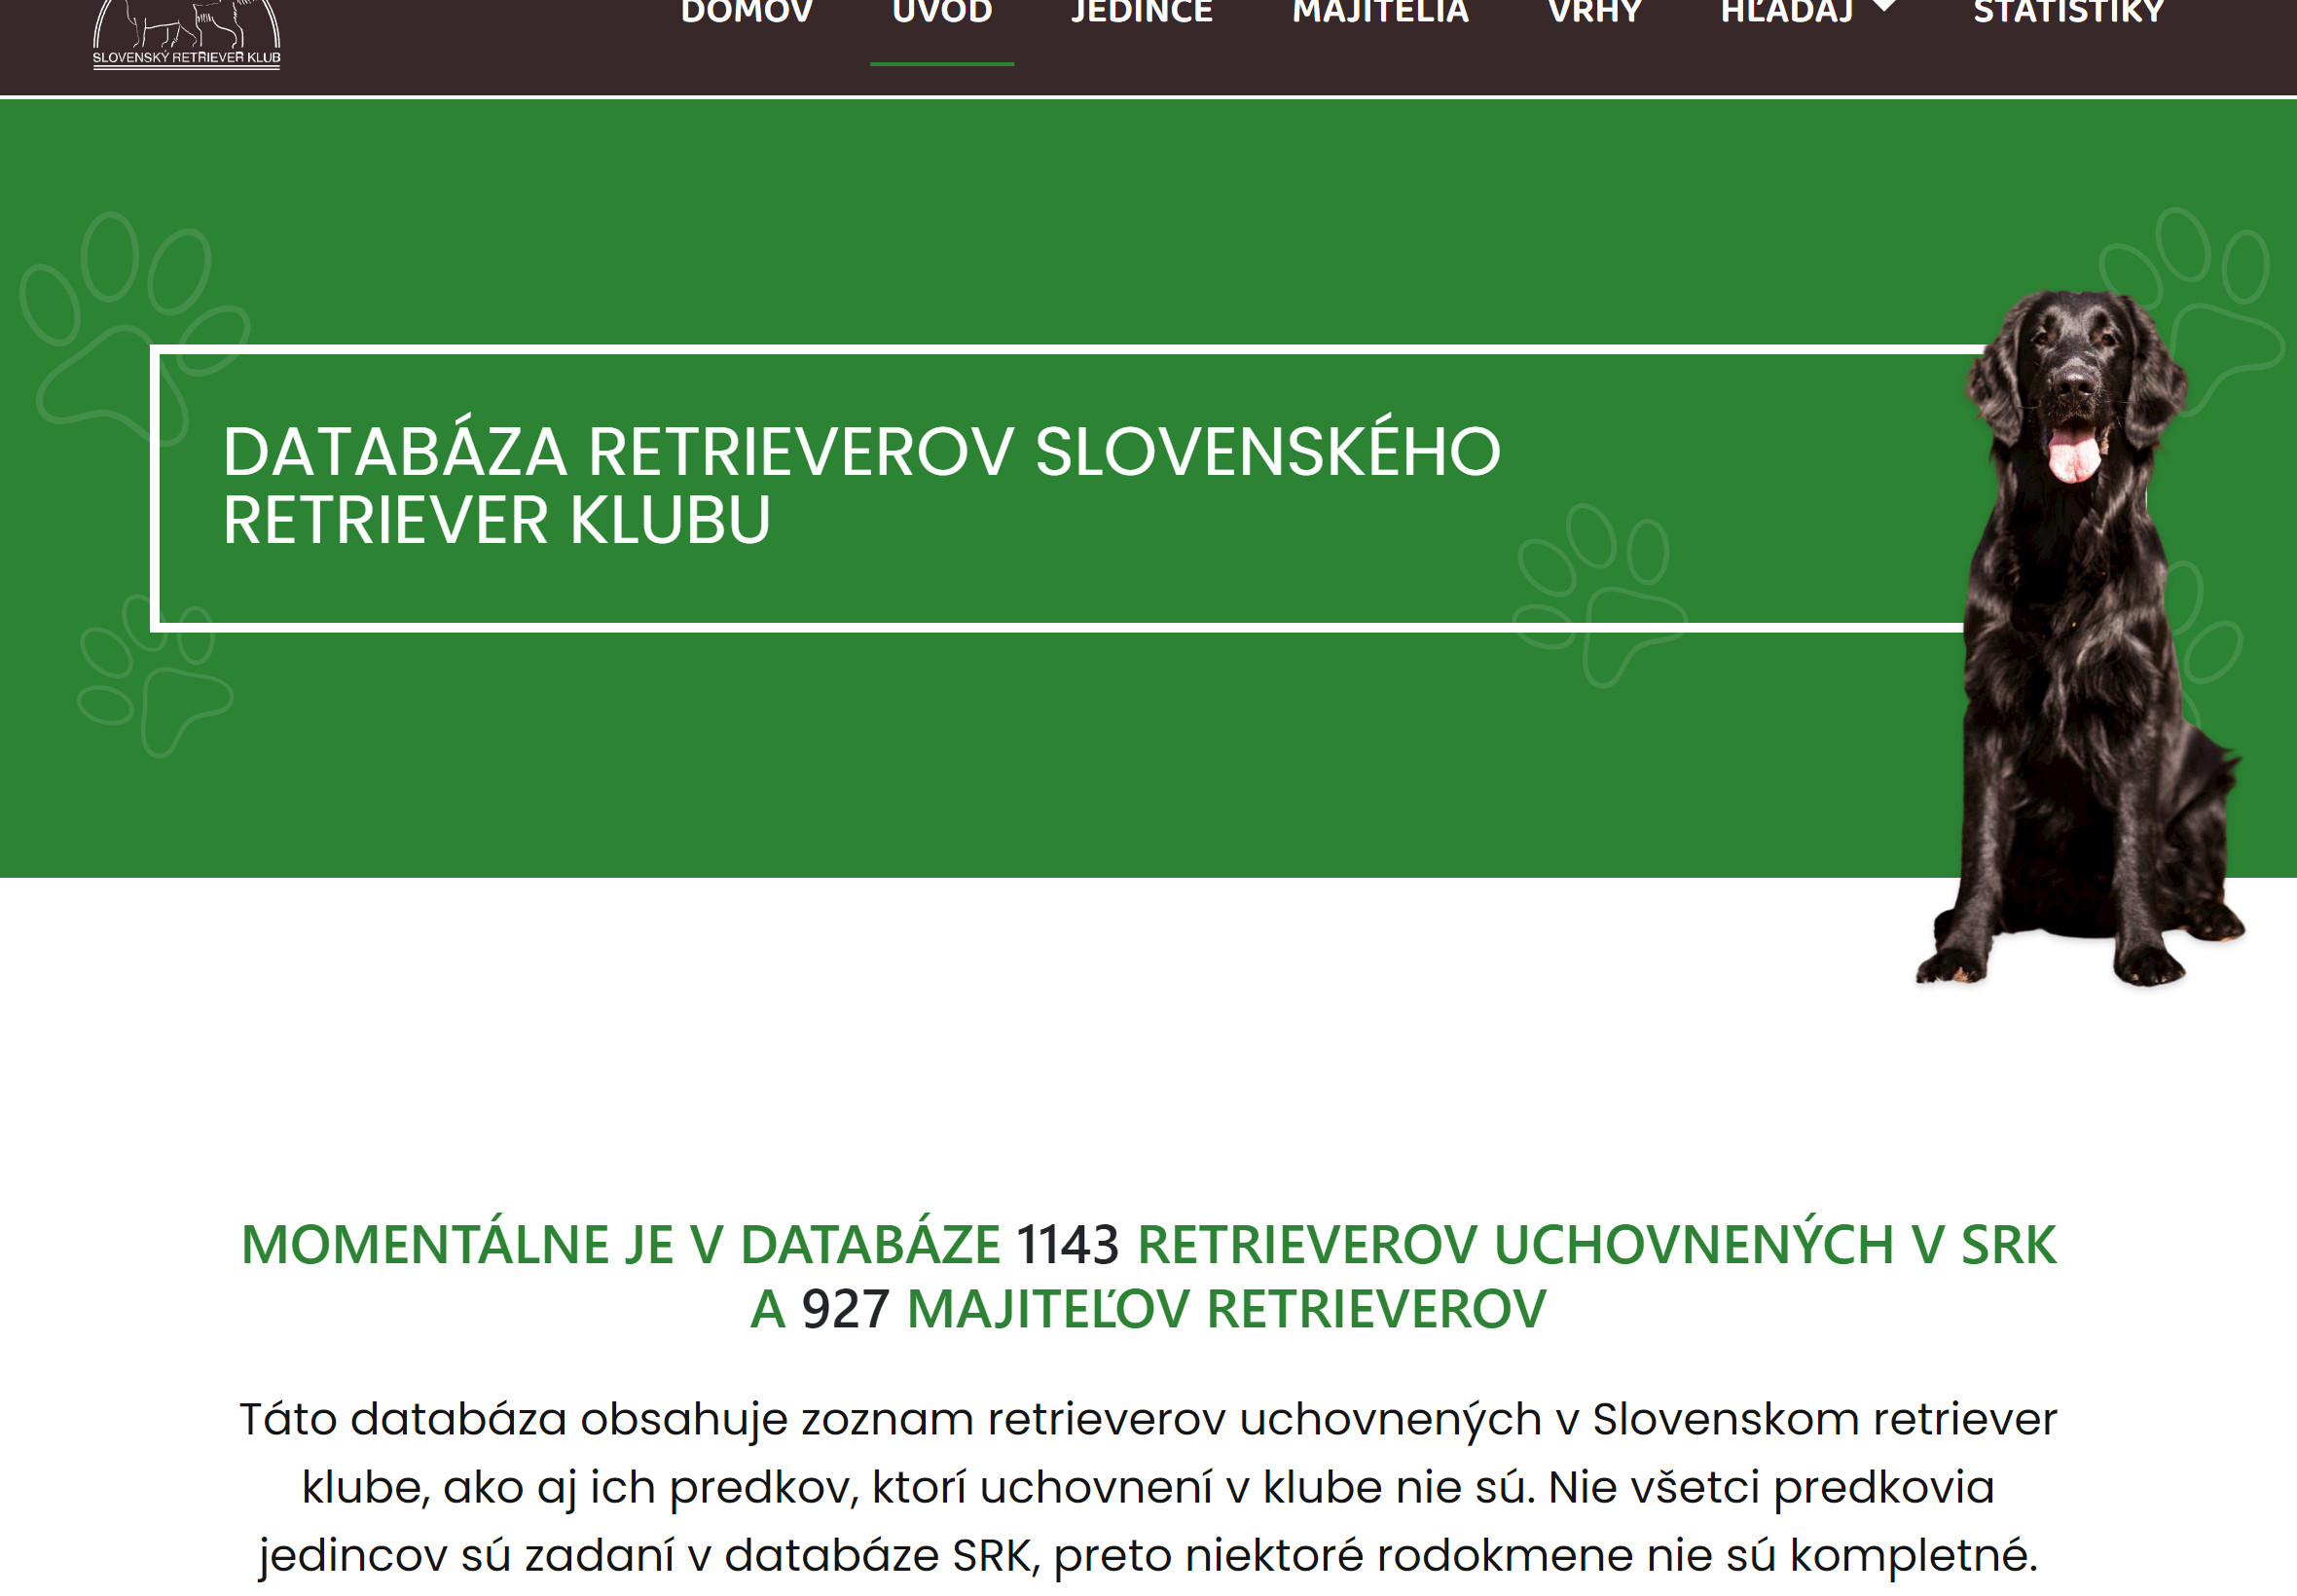 SLOVENSKÝ RETRIEVER KLUB
DOMOV ÚVOD JEDINCE MAJITELIA VRHY HĽADAJ ŠTATISTIKY
DATABÁZA RETRIEVEROV SLOVENSKÉHO
RETRIEVER KLUBU
MOMENTÁLNE JE V DATABÁZE 1143 RETRIEVEROV UCHOVNENÝCH V SRK
A 927 MAJITEĽOV RETRIEVEROV
Táto databáza obsahuje zoznam retrieverov uchovnených v Slovenskom retriever
klube, ako aj ich predkov, ktorí uchovnení v klube nie sú. Nie všetci predkovia
jedincov sú zadaní v databáze SRK, preto niektoré rodokmene nie sú kompletné.